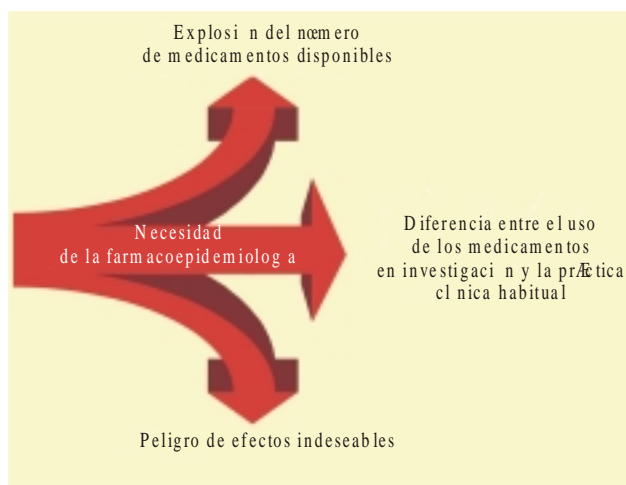 Explosi n del nœmero
de medicamentos disponibles
Necesidad
de la farmacoepidemiolog a
Diferencia entre el uso
de los medicamentos
en investigaci n y la prÆctica
cl nica habitual
Peligro de efectos indeseables